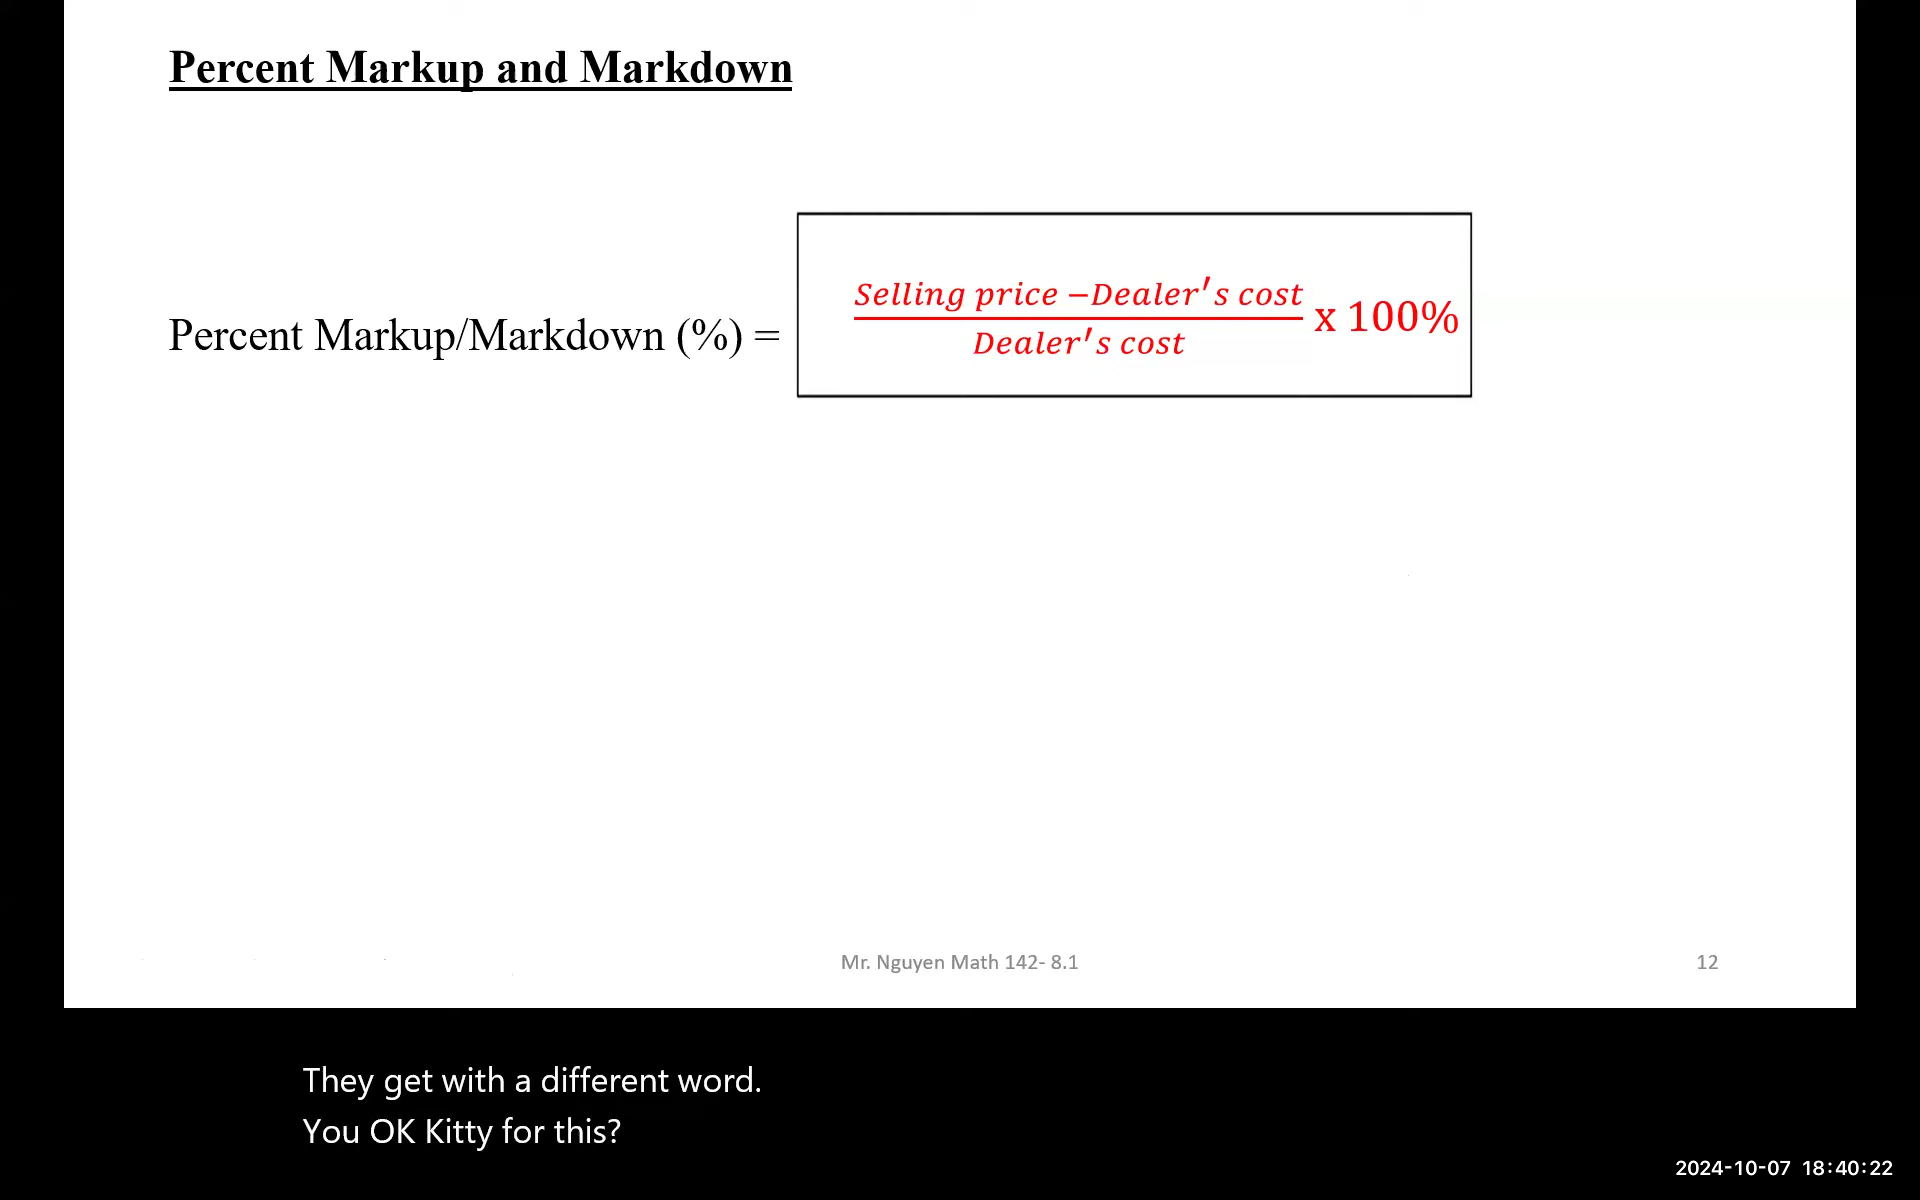 Percent Markup and Markdown
Percent Markup/Markdown (%) = Selling price −Dealer′s cost / Dealer′s cost x 100%
Mr. Nguyen Math 142- 8.1
12
They get with a different word.
You OK Kitty for this?
2024-10-07 18:40:22